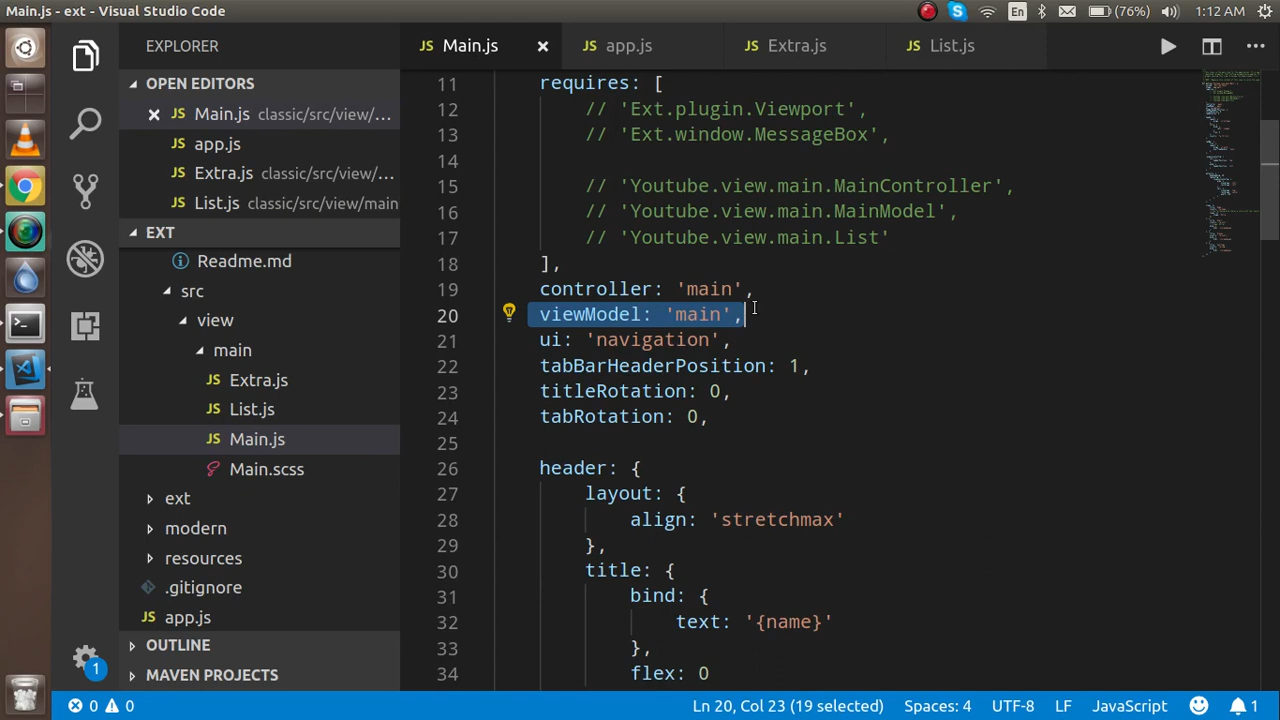 Main.js - ext - Visual Studio Code
En
(76%)
1:12 AM
EXPLORER
OPEN EDITORS
Main.js classic/src/view/...
app.js
Extra.js classic/src/view/...
List.js classic/src/view/main
EXT
Readme.md
src
view
main
JS Extra.js
JS List.js
JS Main.js
Main.scss
ext
modern
resources
.gitignore
JS app.js
OUTLINE
MAVEN PROJECTS
1
JS Main.js
JS app.js
JS Extra.js
JS List.js
11 requires: [
12 // 'Ext.plugin.Viewport',
13 // 'Ext.window.MessageBox',
14
15 // 'Youtube.view.main.MainController',
16 // 'Youtube.view.main.MainModel',
17 // 'Youtube.view.main.List'
18 ],
19 controller: 'main',
20 viewModel: 'main',
21 ui: 'navigation',
22 tabBarHeaderPosition: 1,
23 titleRotation: 0,
24 tabRotation: 0,
25
26 header: {
27 layout: {
28 align: 'stretchmax'
29 },
30 title: {
31 bind: {
32 text: '{name}'
33 },
34 flex: 0
0 0 Ln 20, Col 23 (19 selected) Spaces: 4 UTF-8 LF JavaScript 1